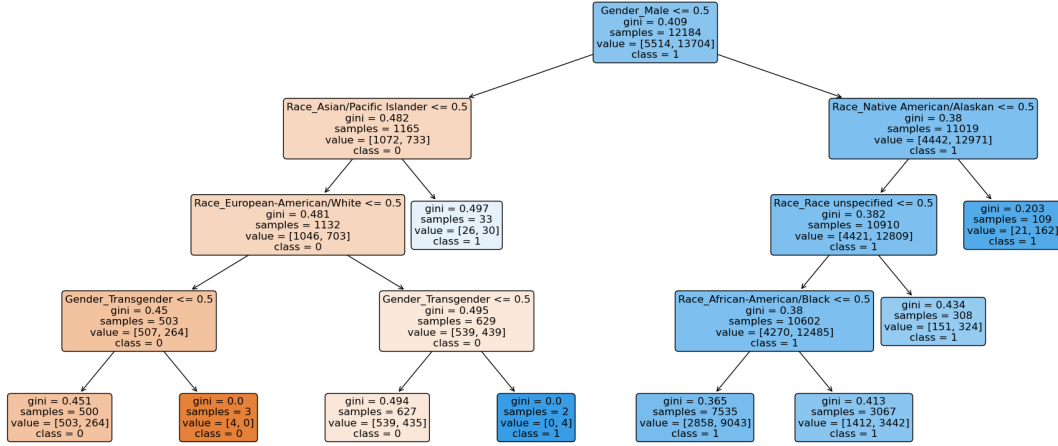 Gender_Male <= 0.5
gini = 0.409
samples = 12184
value = [5514, 13704]
class = 1
Race_Asian/Pacific Islander <= 0.5
gini = 0.482
samples = 1165
value = [1072, 733]
class = 0
Race_Native American/Alaskan <= 0.5
gini = 0.38
samples = 11019
value = [4442, 12971]
class = 1
Race_European-American/White <= 0.5
gini = 0.481
samples = 1132
value = [1046, 703]
class = 0
gini = 0.497
samples = 33
value = [26, 30]
class = 1
Race_Race unspecified <= 0.5
gini = 0.382
samples = 10910
value = [4421, 12809]
class = 1
gini = 0.203
samples = 109
value = [21, 162]
class = 1
Gender_Transgender <= 0.5
gini = 0.45
samples = 503
value = [507, 264]
class = 0
Gender_Transgender <= 0.5
gini = 0.495
samples = 629
value = [539, 439]
class = 0
Race_African-American/Black <= 0.5
gini = 0.38
samples = 10602
value = [4270, 12485]
class = 1
gini = 0.434
samples = 308
value = [151, 324]
class = 1
gini = 0.451
samples = 500
value = [503, 264]
class = 0
gini = 0.0
samples = 3
value = [4, 0]
class = 0
gini = 0.494
samples = 627
value = [539, 435]
class = 0
gini = 0.0
samples = 2
value = [0, 4]
class = 1
gini = 0.365
samples = 7535
value = [2858, 9043]
class = 1
gini = 0.413
samples = 3067
value = [1412, 3442]
class = 1